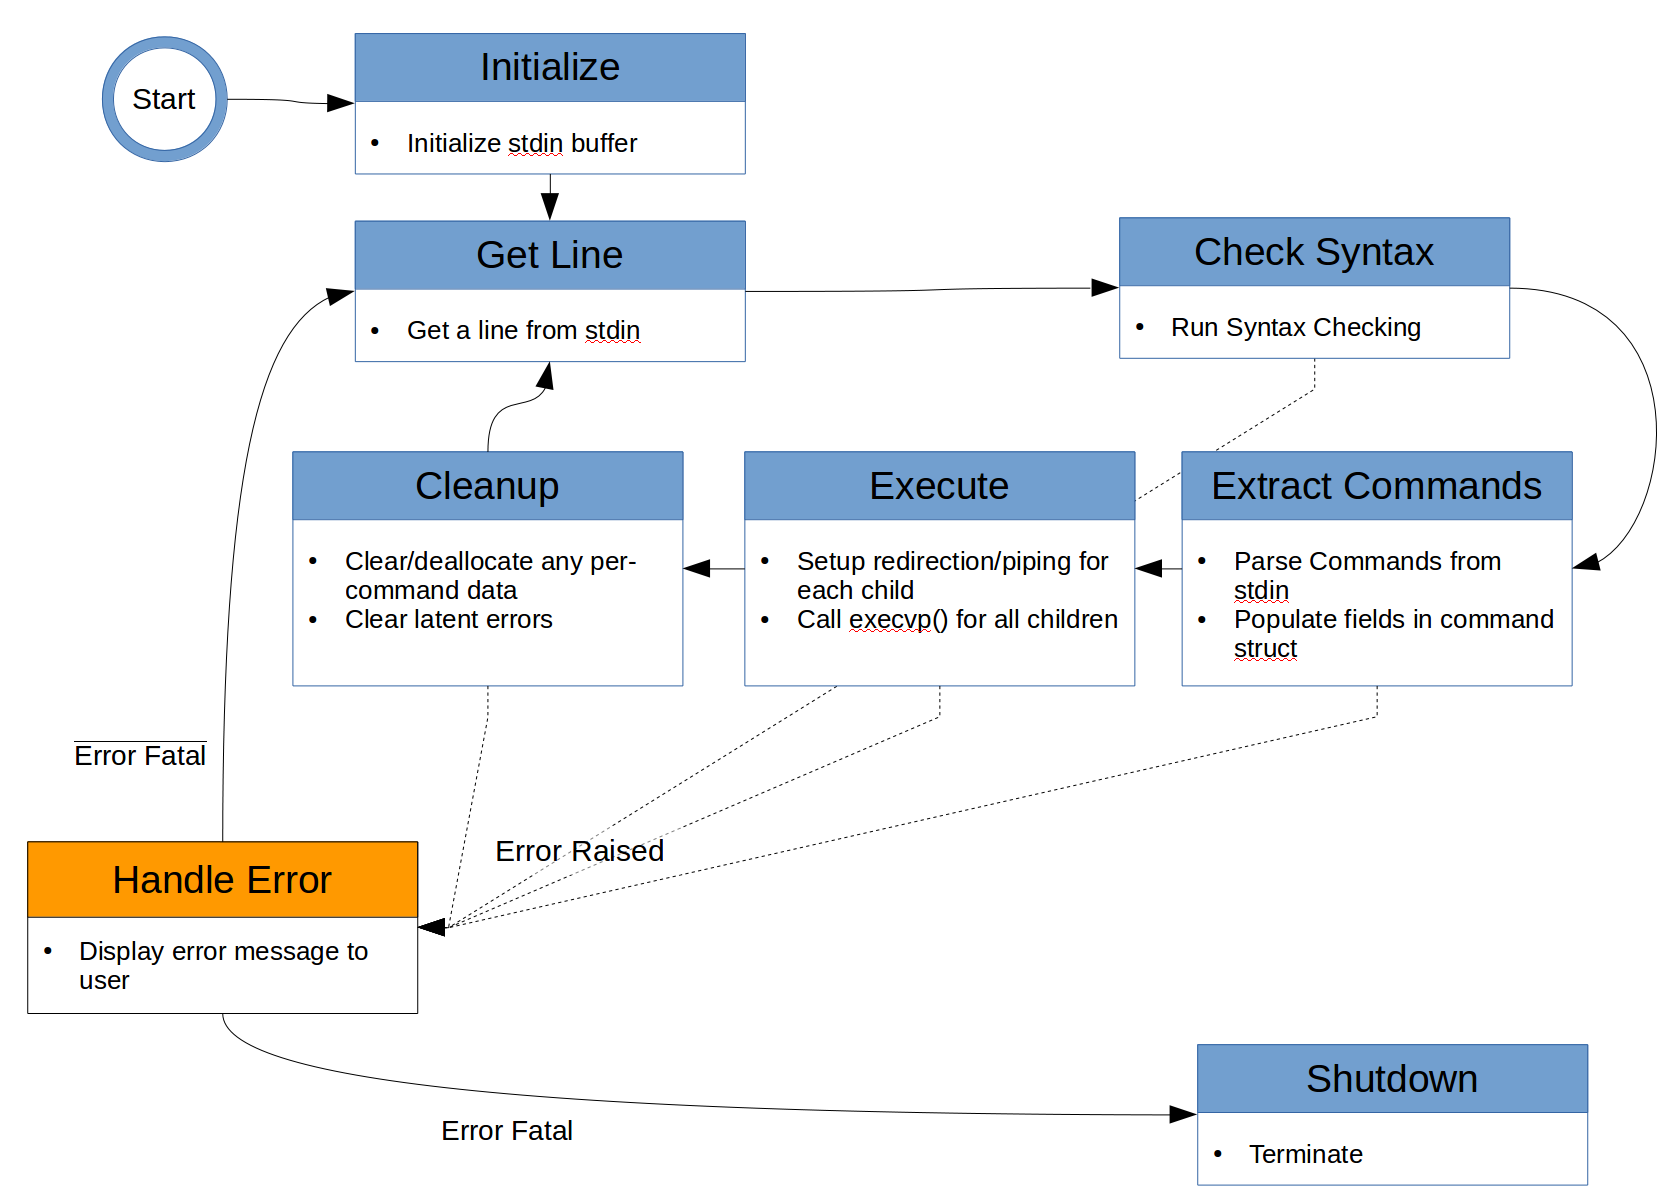 Start
Initialize
• Initialize stdin buffer
Get Line
• Get a line from stdin
Check Syntax
• Run Syntax Checking
Cleanup
• Clear/deallocate any per-
command data
• Clear latent errors
Execute
• Setup redirection/piping for
each child
• Call execvp() for all children
Extract Commands
• Parse Commands from
stdin
• Populate fields in command
struct
Error Fatal
Error Raised
Handle Error
• Display error message to
user
Error Fatal
Shutdown
• Terminate